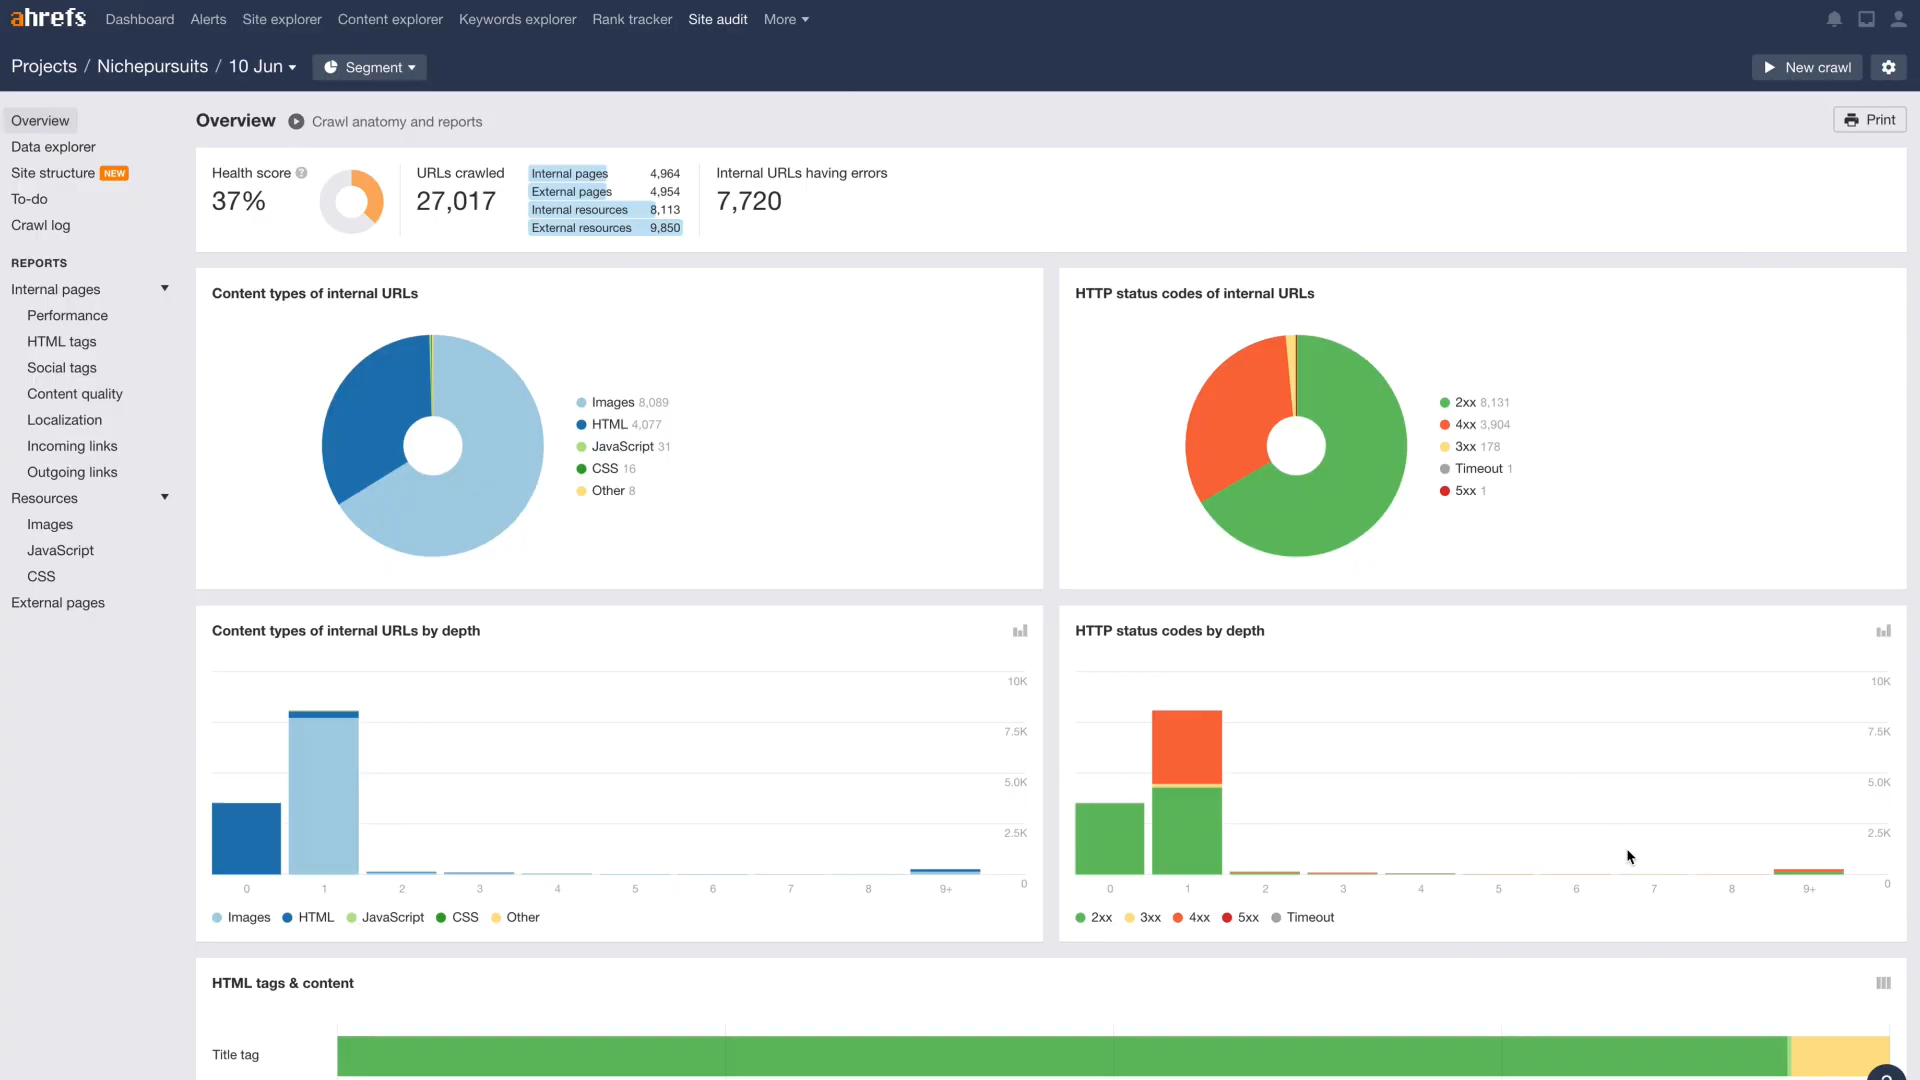 ahrefs Dashboard Alerts Site explorer Content explorer Keywords explorer Rank tracker Site audit More
Projects / Nichepursuits / 10 Jun Segment New crawl
Overview
Data explorer
Site structure NEW
To-do
Crawl log
REPORTS
Internal pages
Performance
HTML tags
Social tags
Content quality
Localization
Incoming links
Outgoing links
Resources
Images
JavaScript
CSS
External pages
Overview Crawl anatomy and reports Print
Health score ?
37%
URLs crawled
27,017
Internal pages 4,964
External pages 4,954
Internal resources 8,113
External resources 9,850
Internal URLs having errors
7,720
Content types of internal URLs
Images 8,089
HTML 4,077
JavaScript 31
CSS 16
Other 8
HTTP status codes of internal URLs
2xx 8,131
4xx 3,904
3xx 178
Timeout 1
5xx 1
Content types of internal URLs by depth
10K
7.5K
5.0K
2.5K
0
0 1 2 3 4 5 6 7 8 9+
Images HTML JavaScript CSS Other
HTTP status codes by depth
10K
7.5K
5.0K
2.5K
0
0 1 2 3 4 5 6 7 8 9+
2xx 3xx 4xx 5xx Timeout
HTML tags & content
Title tag